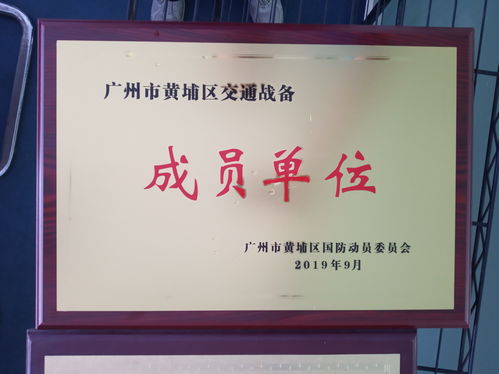 广州市黄埔区交通战备
成员单位
广州市黄埔区国防动员委员会
2019年9月